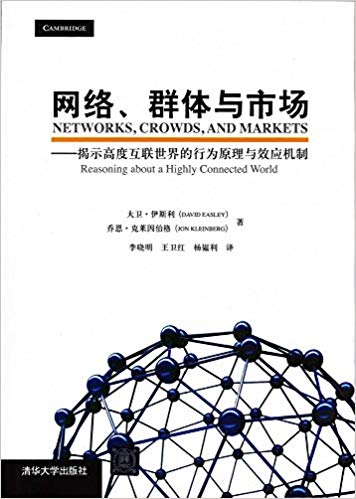 CAMBRIDGE
网络、群体与市场
NETWORKS, CROWDS, AND MARKETS
——揭示高度互联世界的行为原理与效应机制
Reasoning about a Highly Connected World
大卫·伊斯利 (DAVID EASLEY)
乔恩·克莱因伯格 (JON KLEINBERG) 著
李晓明 王卫红 杨韫利 译
清华大学出版社